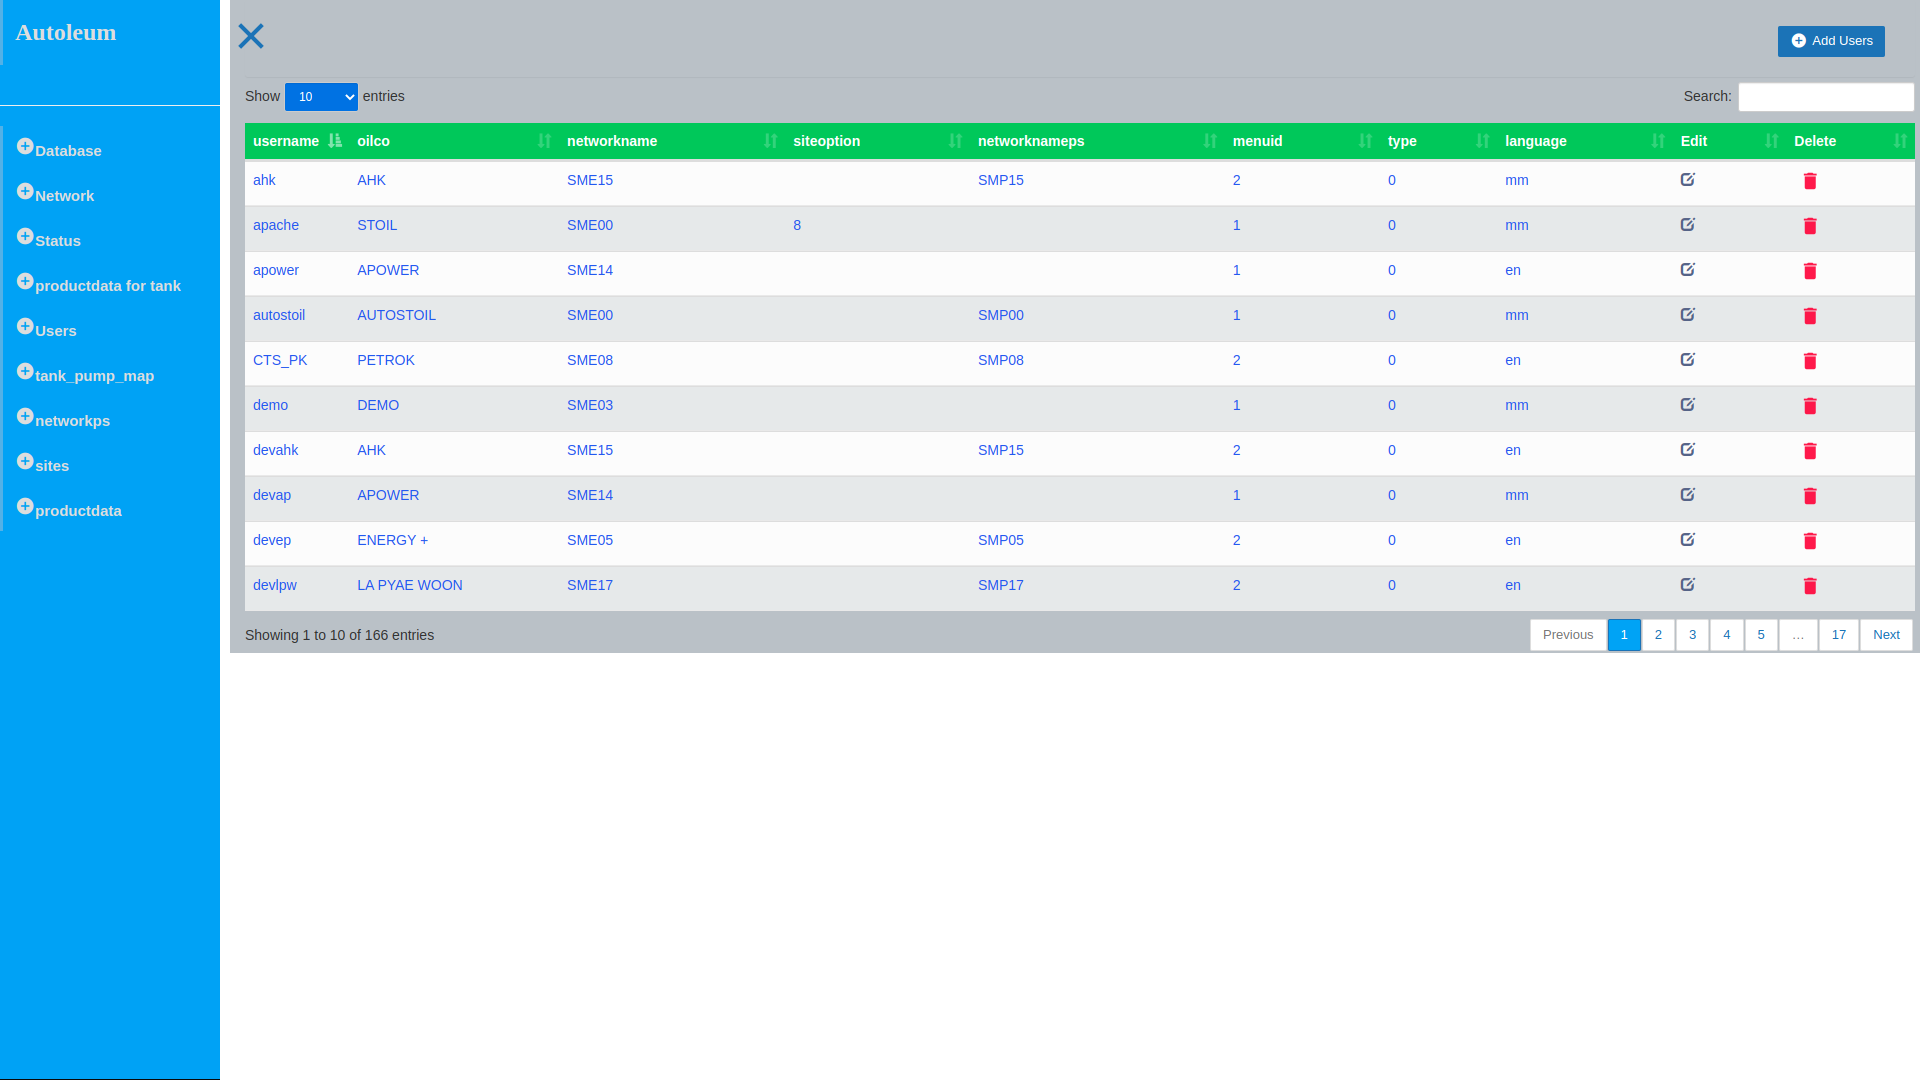 Autoleum
Add Users
Show 10 entries
Search:
Database
Network
Status
productdata for tank
Users
tank_pump_map
networkps
sites
productdata
username oilco networkname siteoption networknameps menuid type language Edit Delete
ahk AHK SME15 SMP15 2 0 mm
apache STOIL SME00 8 1 0 mm
apower APOWER SME14 1 0 en
autostoil AUTOSTOIL SME00 SMP00 1 0 mm
CTS_PK PETROK SME08 SMP08 2 0 en
demo DEMO SME03 1 0 mm
devahk AHK SME15 SMP15 2 0 en
devap APOWER SME14 1 0 mm
devep ENERGY + SME05 SMP05 2 0 en
devlpw LA PYAE WOON SME17 SMP17 2 0 en
Showing 1 to 10 of 166 entries
Previous 1 2 3 4 5 … 17 Next